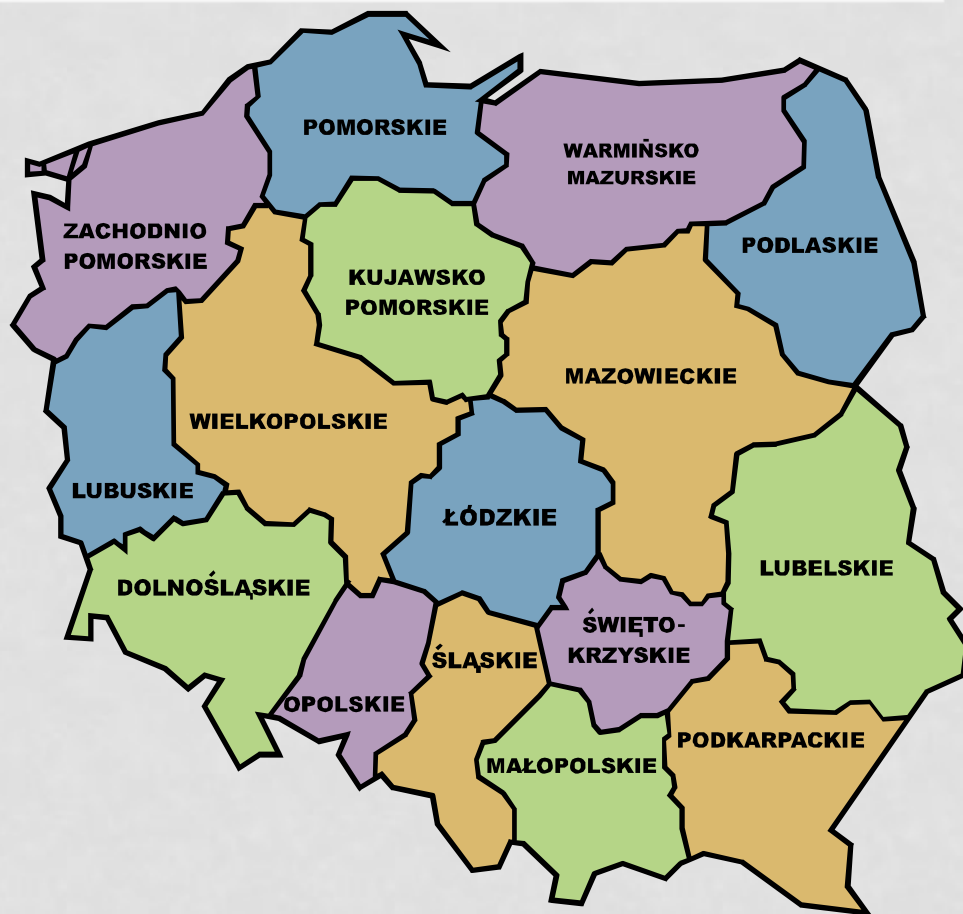 POMORSKIE
WARMIŃSKO
MAZURSKIE
ZACHODNIO
POMORSKIE
PODLASKIE
KUJAWSKO
POMORSKIE
MAZOWIECKIE
WIELKOPOLSKIE
LUBUSKIE
ŁÓDZKIE
LUBELSKIE
DOLNOŚLĄSKIE
ŚWIĘTO-
KRZYSKIE
ŚLĄSKIE
OPOLSKIE
PODKARPACKIE
MAŁOPOLSKIE